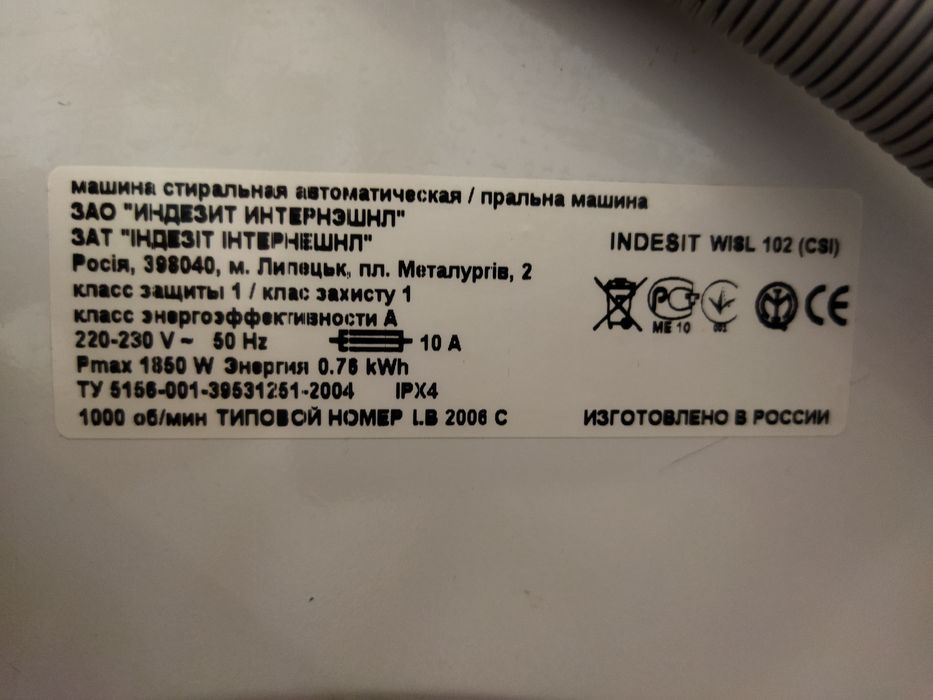 машина стиральная автоматическая / пральна машина
ЗАО "ИНДЕЗИТ ИНТЕРНЭШНЛ"
ЗАТ "ІНДЕЗІТ ІНТЕРНЕШНЛ"
INDESIT WISL 102 (CSI)
Росія, 398040, м. Липецьк, пл. Металургів, 2
класс защиты 1 / клас захисту 1
класс энергоэффективности А
РСТ
ME 10
001
CE
220-230 V ~ 50 Hz 10 A
Pmax 1850 W Энергия 0.76 kWh
ТУ 5156-001-39531251-2004 IPX4
1000 об/мин ТИПОВОЙ НОМЕР LB 2006 C
ИЗГОТОВЛЕНО В РОССИИ